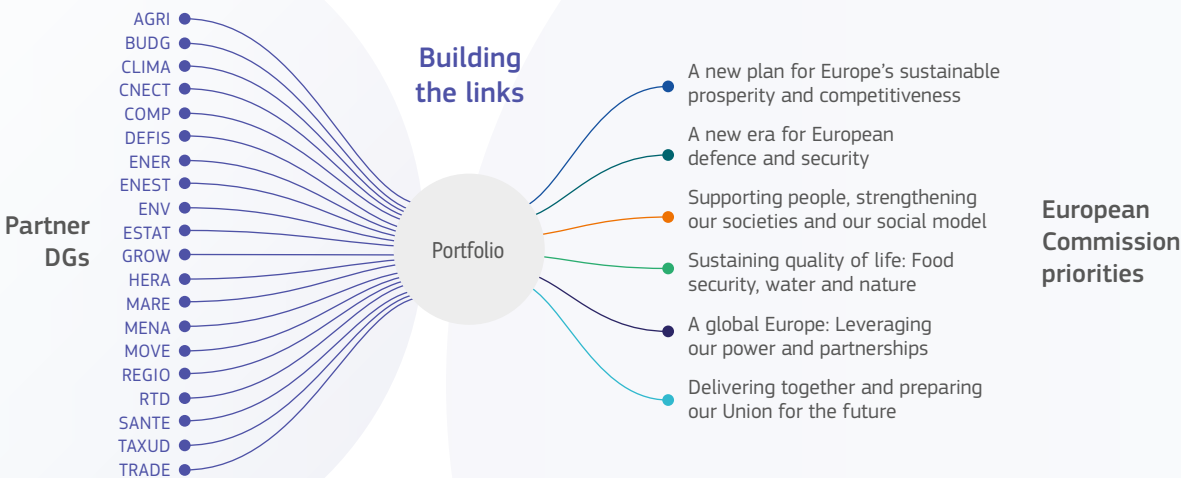 AGRI
BUDG
CLIMA
CNECT
COMP
DEFIS
ENER
ENEST
ENV
ESTAT
GROW
HERA
MARE
MENA
MOVE
REGIO
RTD
SANTE
TAXUD
TRADE
Partner
DGs
Building
the links
Portfolio
A new plan for Europe’s sustainable
prosperity and competitiveness
A new era for European
defence and security
Supporting people, strengthening
our societies and our social model
Sustaining quality of life: Food
security, water and nature
A global Europe: Leveraging
our power and partnerships
Delivering together and preparing
our Union for the future
European
Commission
priorities